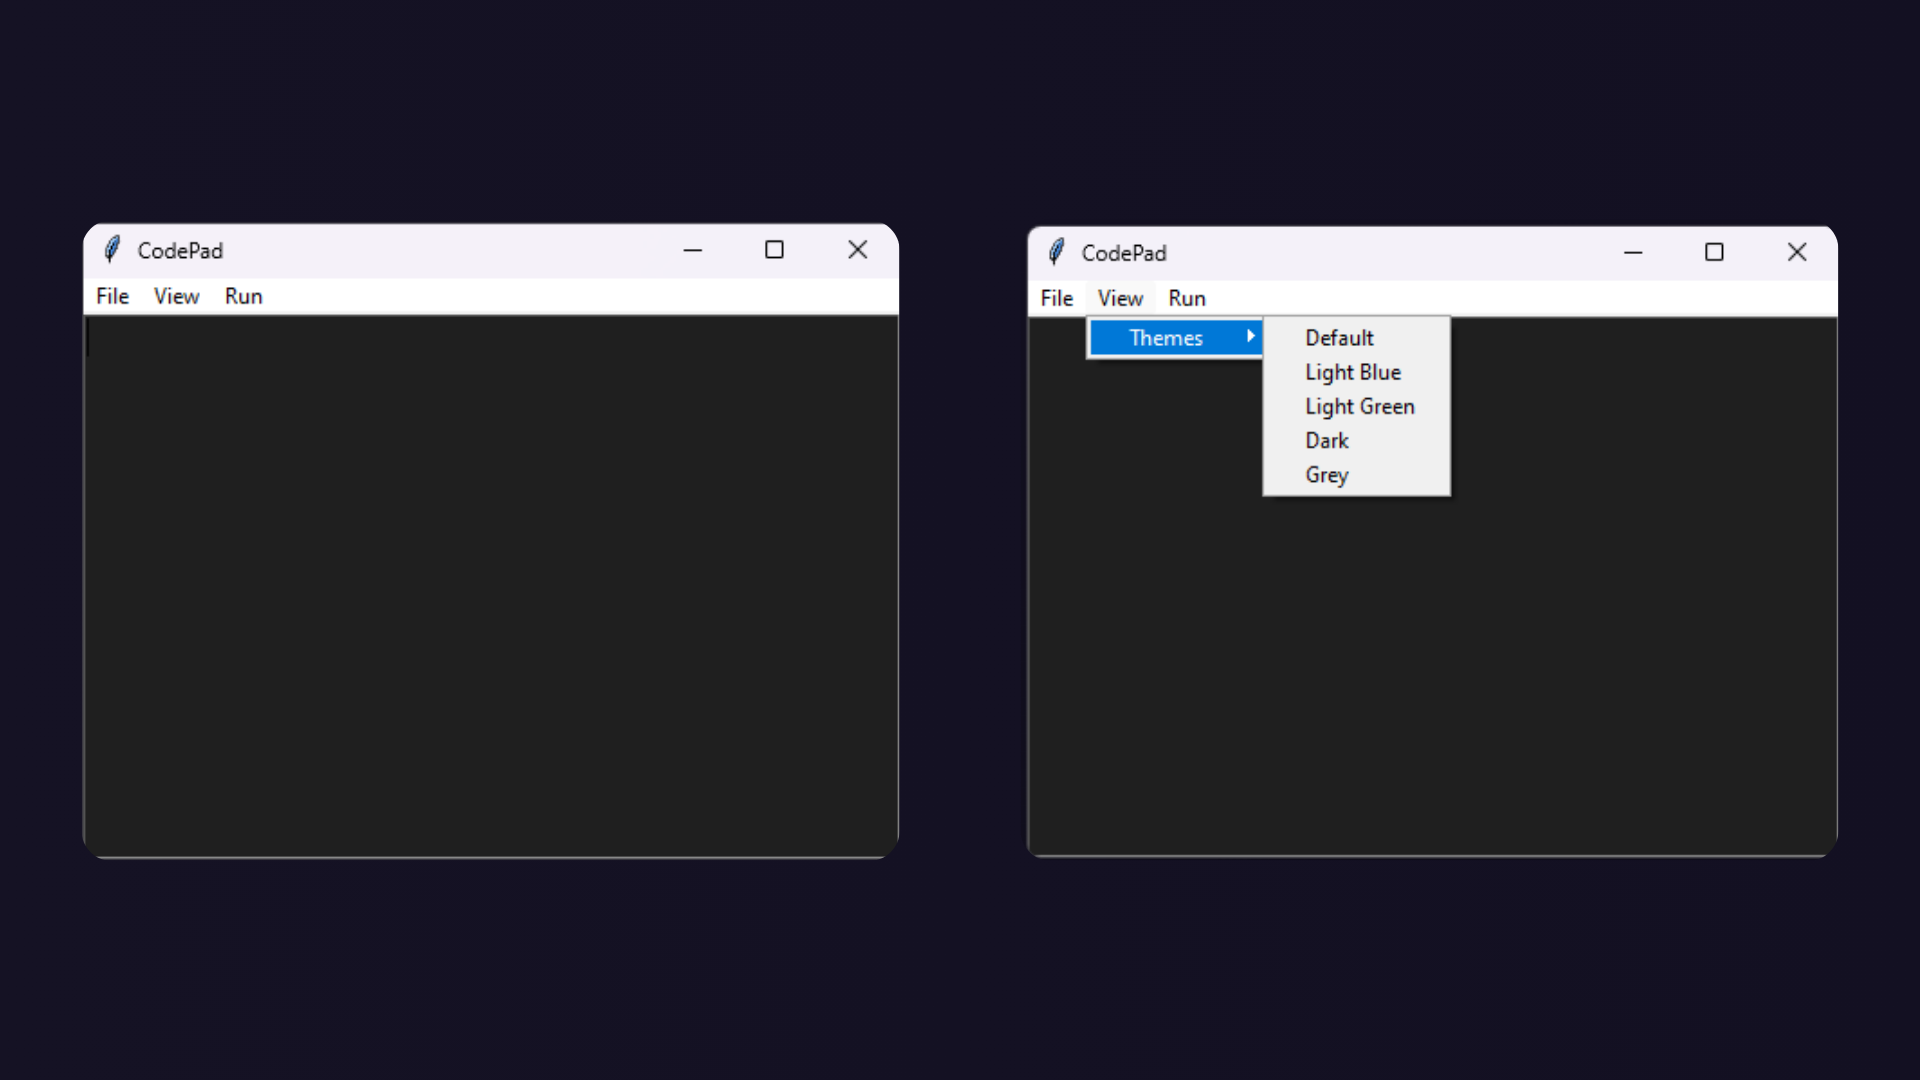 CodePad
File View Run
CodePad
File View Run
Themes
Default
Light Blue
Light Green
Dark
Grey